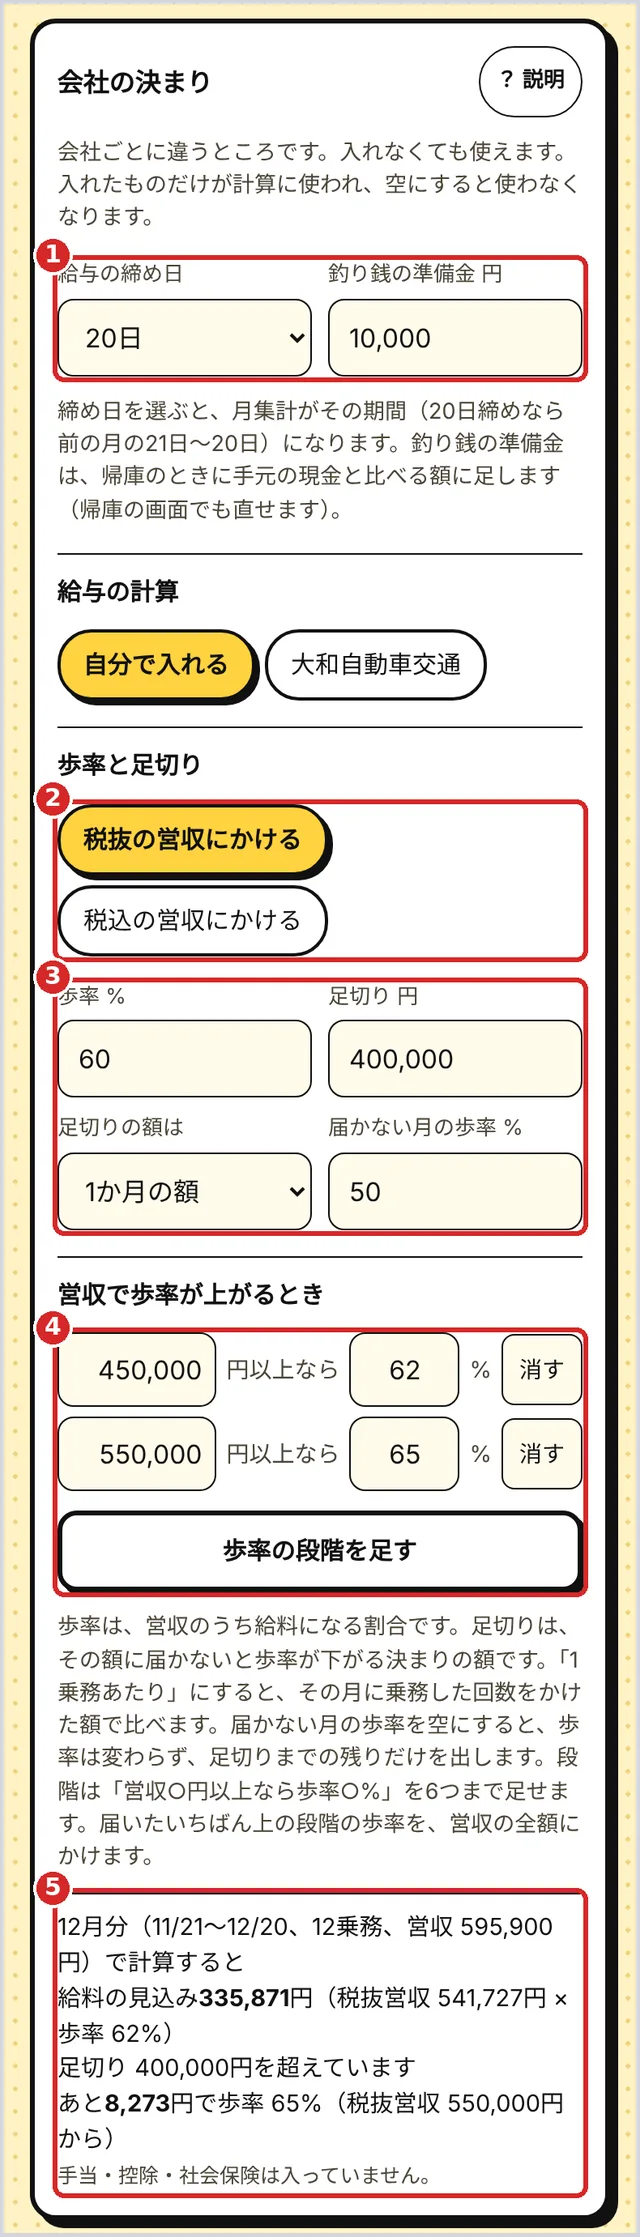 会社の決まり
? 説明
会社ごとに違うところです。入れなくても使えます。
入れたものだけが計算に使われ、空にすると使わなく
なります。
1
給与の締め日 釣り銭の準備金 円
20日 10,000
締め日を選ぶと、月集計がその期間（20日締めなら
前の月の21日〜20日）になります。釣り銭の準備金
は、帰庫のときに手元の現金と比べる額に足します
（帰庫の画面でも直せます）。
給与の計算
自分で入れる 大和自動車交通
歩率と足切り
2
税抜の営収にかける
税込の営収にかける
3
歩率 % 足切り 円
60 400,000
足切りの額は 届かない月の歩率 %
1か月の額 50
営収で歩率が上がるとき
4
450,000 円以上なら 62 % 消す
550,000 円以上なら 65 % 消す
歩率の段階を足す
歩率は、営収のうち給料になる割合です。足切りは、
その額に届かないと歩率が下がる決まりの額です。「1
乗務あたり」にすると、その月に乗務した回数をかけ
た額で比べます。届かない月の歩率を空にすると、歩
率は変わらず、足切りまでの残りだけを出します。段
階は「営収○円以上なら歩率○%」を6つまで足せま
す。届いたいちばん上の段階の歩率を、営収の全額に
かけます。
5
12月分（11/21〜12/20、12乗務、営収 595,900
円）で計算すると
給料の見込み335,871円（税抜営収 541,727円 ×
歩率 62%）
足切り 400,000円を超えています
あと8,273円で歩率 65%（税抜営収 550,000円
から）
手当・控除・社会保険は入っていません。